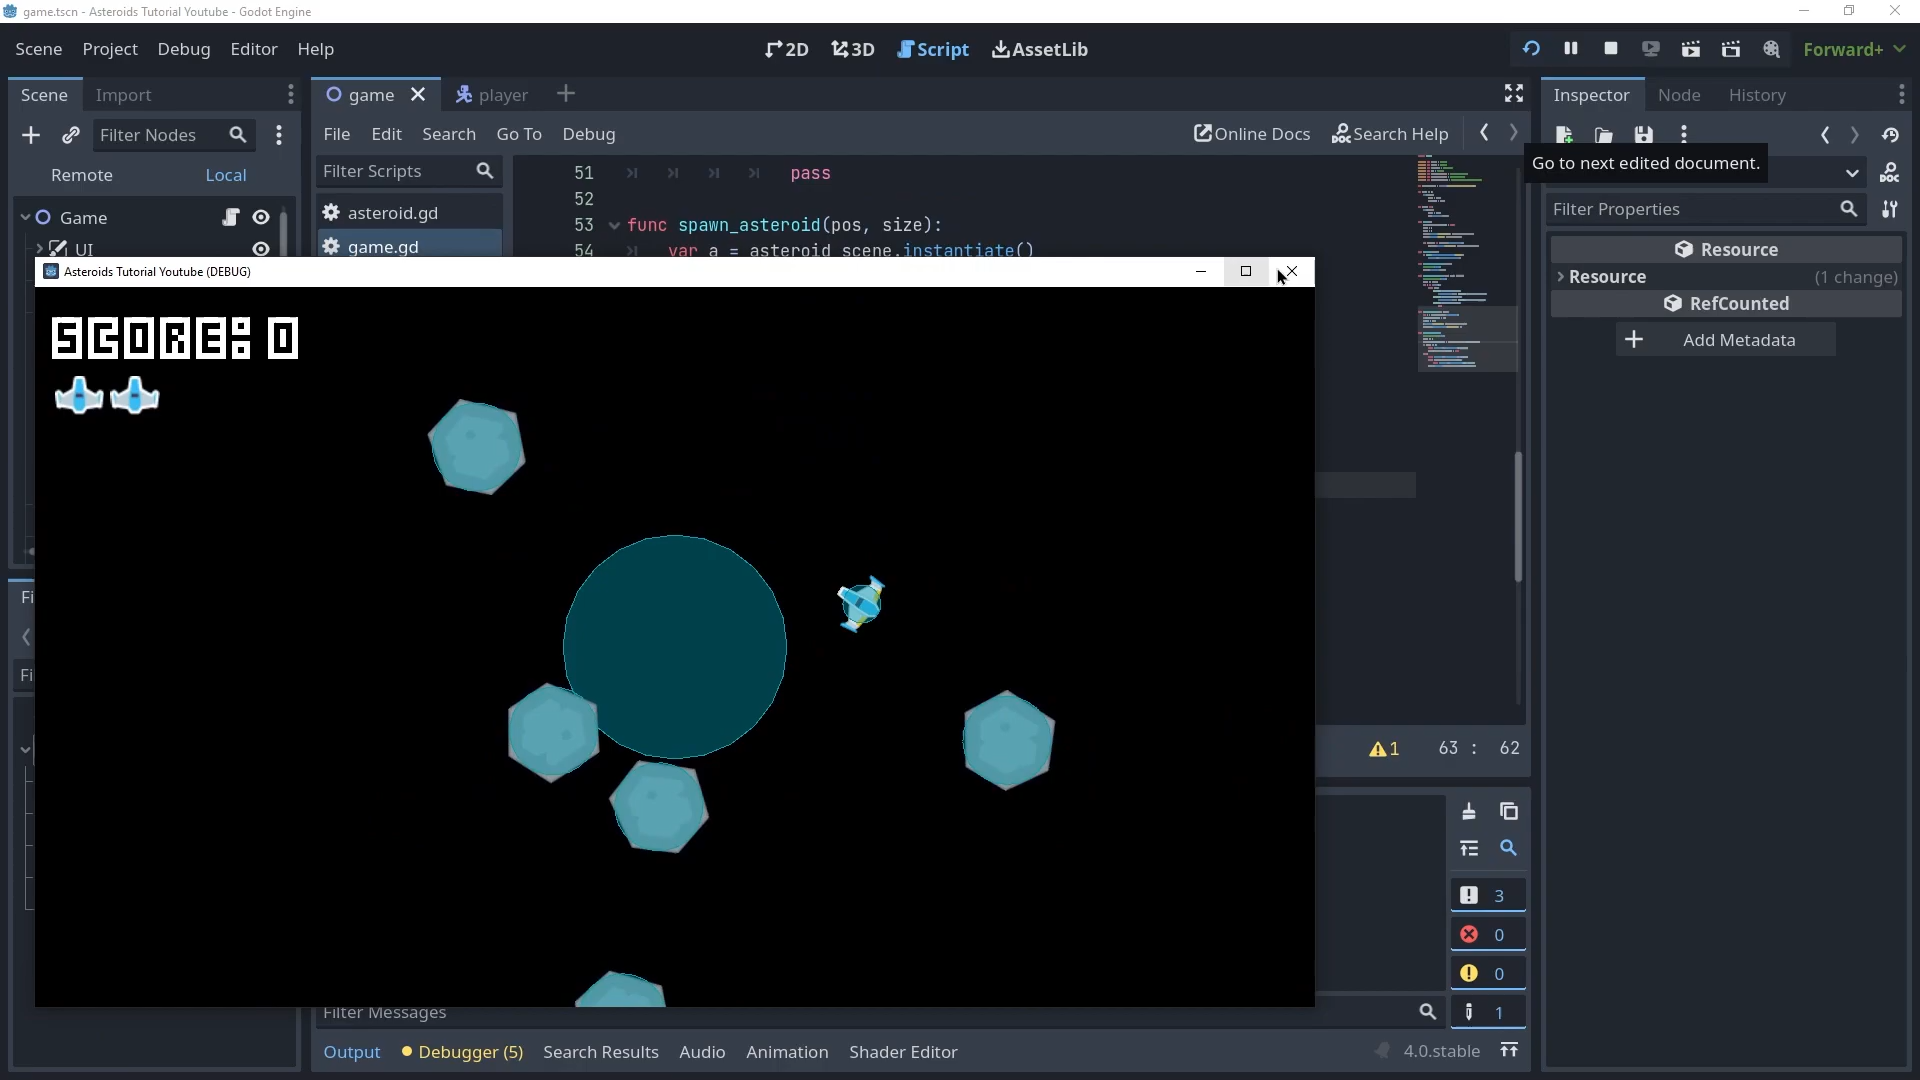 game.tscn - Asteroids Tutorial Youtube - Godot Engine
Scene Project Debug Editor Help
2D 3D Script AssetLib
Forward+
Scene Import
game player
Inspector Node History
Filter Nodes
File Edit Search Go To Debug
Online Docs Search Help
Remote Local
Filter Scripts
51 pass
Go to next edited document.
52
Game
asteroid.gd
53 func spawn_asteroid(pos, size):
Filter Properties
UI
game.gd
54 var a = asteroid_scene.instantiate()
Resource
Asteroids Tutorial Youtube (DEBUG)
Resource (1 change)
RefCounted
SCORE: 0
Add Metadata
Fi
Fi
1 63 : 62
3
0
0
1
Filter Messages
Output Debugger (5) Search Results Audio Animation Shader Editor
4.0.stable